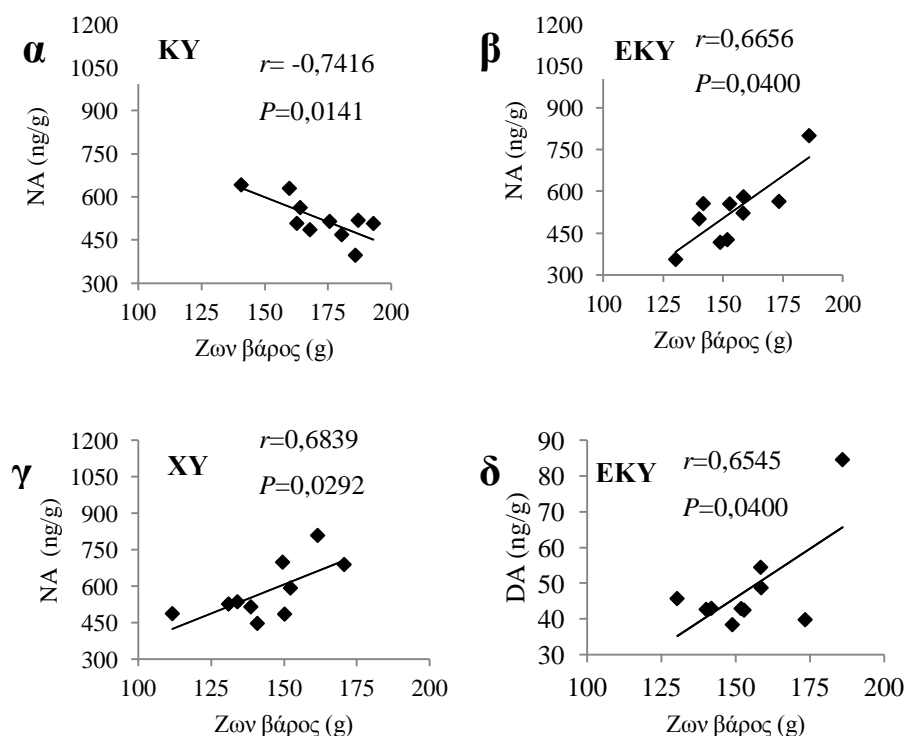 α
KY
r= -0,7416
P=0,0141
NA (ng/g)
1200
1050
900
750
600
450
300
100 125 150 175 200
Ζων βάρος (g)
β
EKY
r=0,6656
P=0,0400
NA (ng/g)
1200
1050
900
750
600
450
300
100 125 150 175 200
Ζων βάρος (g)
γ
XY
r=0,6839
P=0,0292
NA (ng/g)
1200
1050
900
750
600
450
300
100 125 150 175 200
Ζων βάρος (g)
δ
EKY
r=0,6545
P=0,0400
DA (ng/g)
90
80
70
60
50
40
30
100 125 150 175 200
Ζων βάρος (g)